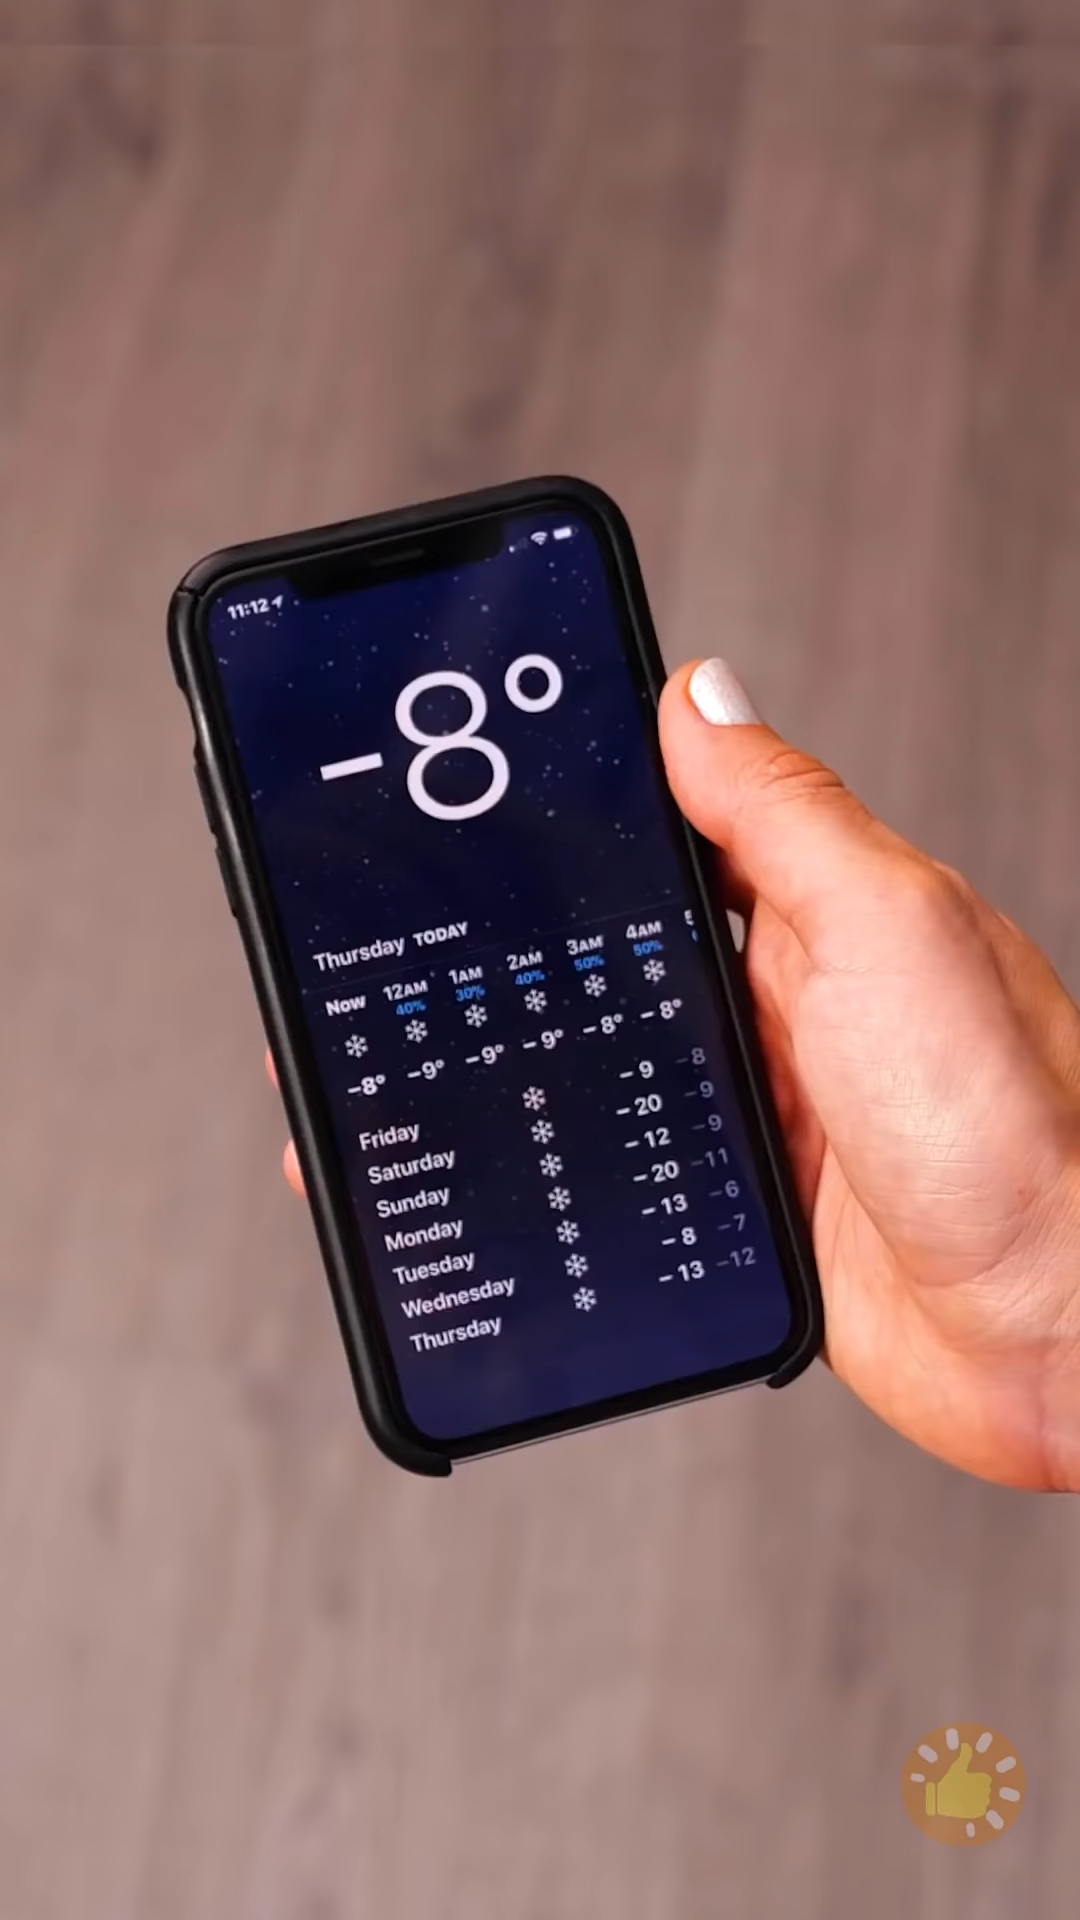 11:12
-8°
Thursday TODAY
Now 12AM 1AM 2AM 3AM 4AM 5
40% 30% 40% 50% 50%
-8° -9° -9° -9° -8° -8°
Friday -9 -8
Saturday -20 -9
Sunday -12 -9
Monday -20 -11
Tuesday -13 -6
Wednesday -8 -7
Thursday -13 -12